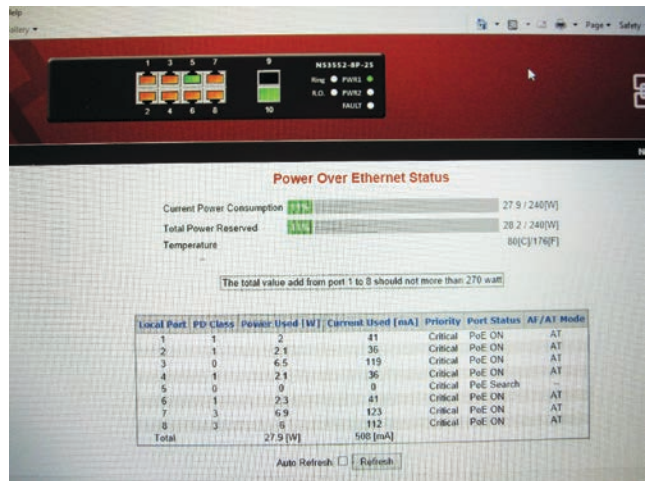 elp
allery
Page Safety
1 3 5 7 9
NS3552-8P-2S
Ring PWR1
R.O. PWR2
FAULT
2 4 6 8 10
N
Power Over Ethernet Status
Current Power Consumption 11% 27.9 / 240[W]
Total Power Reserved 11% 28.2 / 240[W]
Temperature 80[C]/176[F]
The total value add from port 1 to 8 should not more than 270 watt
Local Port PD Class Power Used [W] Current Used [mA] Priority Port Status AF/AT Mode
1 1 2 41 Critical PoE ON AT
2 1 2.1 36 Critical PoE ON AT
3 0 6.5 119 Critical PoE ON AT
4 1 2.1 36 Critical PoE ON AT
5 0 0 0 Critical PoE Search --
6 1 2.3 41 Critical PoE ON AT
7 3 6.9 123 Critical PoE ON AT
8 3 6 112 Critical PoE ON AT
Total 27.9 [W] 508 [mA]
Auto Refresh Refresh